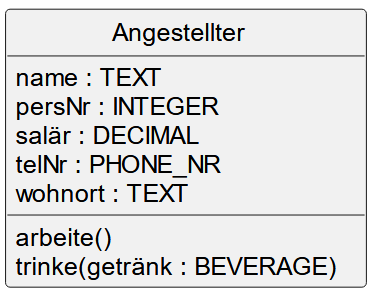 Angestellter
name : TEXT
persNr : INTEGER
salär : DECIMAL
telNr : PHONE_NR
wohnort : TEXT
arbeite()
trinke(getränk : BEVERAGE)